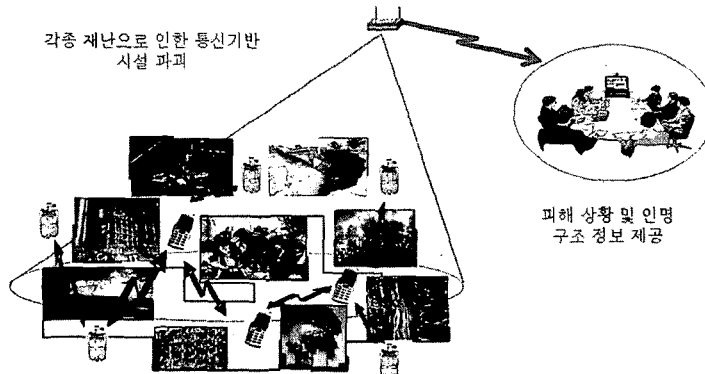 각종 재난으로 인한 통신기반
시설 파괴
피해 상황 및 인명
구조 정보 제공